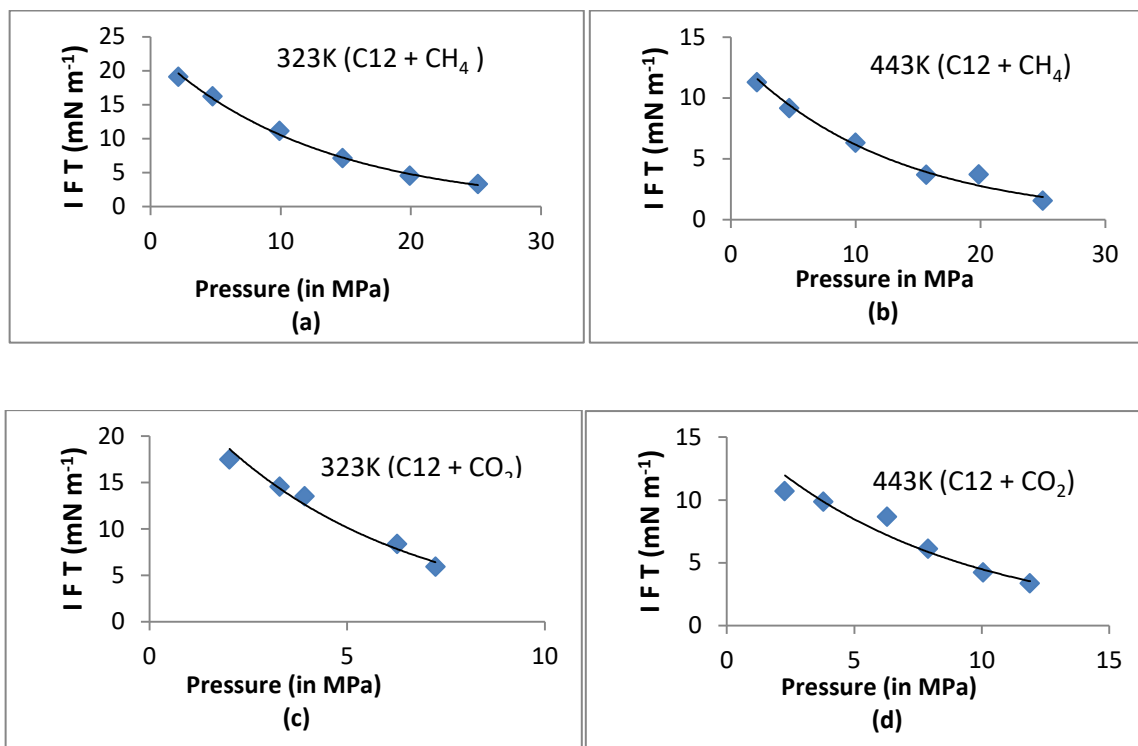 25
20
15
10
5
0
I F T (mN m⁻¹)
323K (C12 + CH₄ )
0 10 20 30
Pressure (in MPa)
(a)
15
10
5
0
I F T (mN m⁻¹)
443K (C12 + CH₄)
0 10 20 30
Pressure in MPa
(b)
20
15
10
5
0
I F T (mN m⁻¹)
323K (C12 + CO₂)
0 5 10
Pressure (in MPa)
(c)
15
10
5
0
I F T (mN m⁻¹)
443K (C12 + CO₂)
0 5 10 15
Pressure (in MPa)
(d)